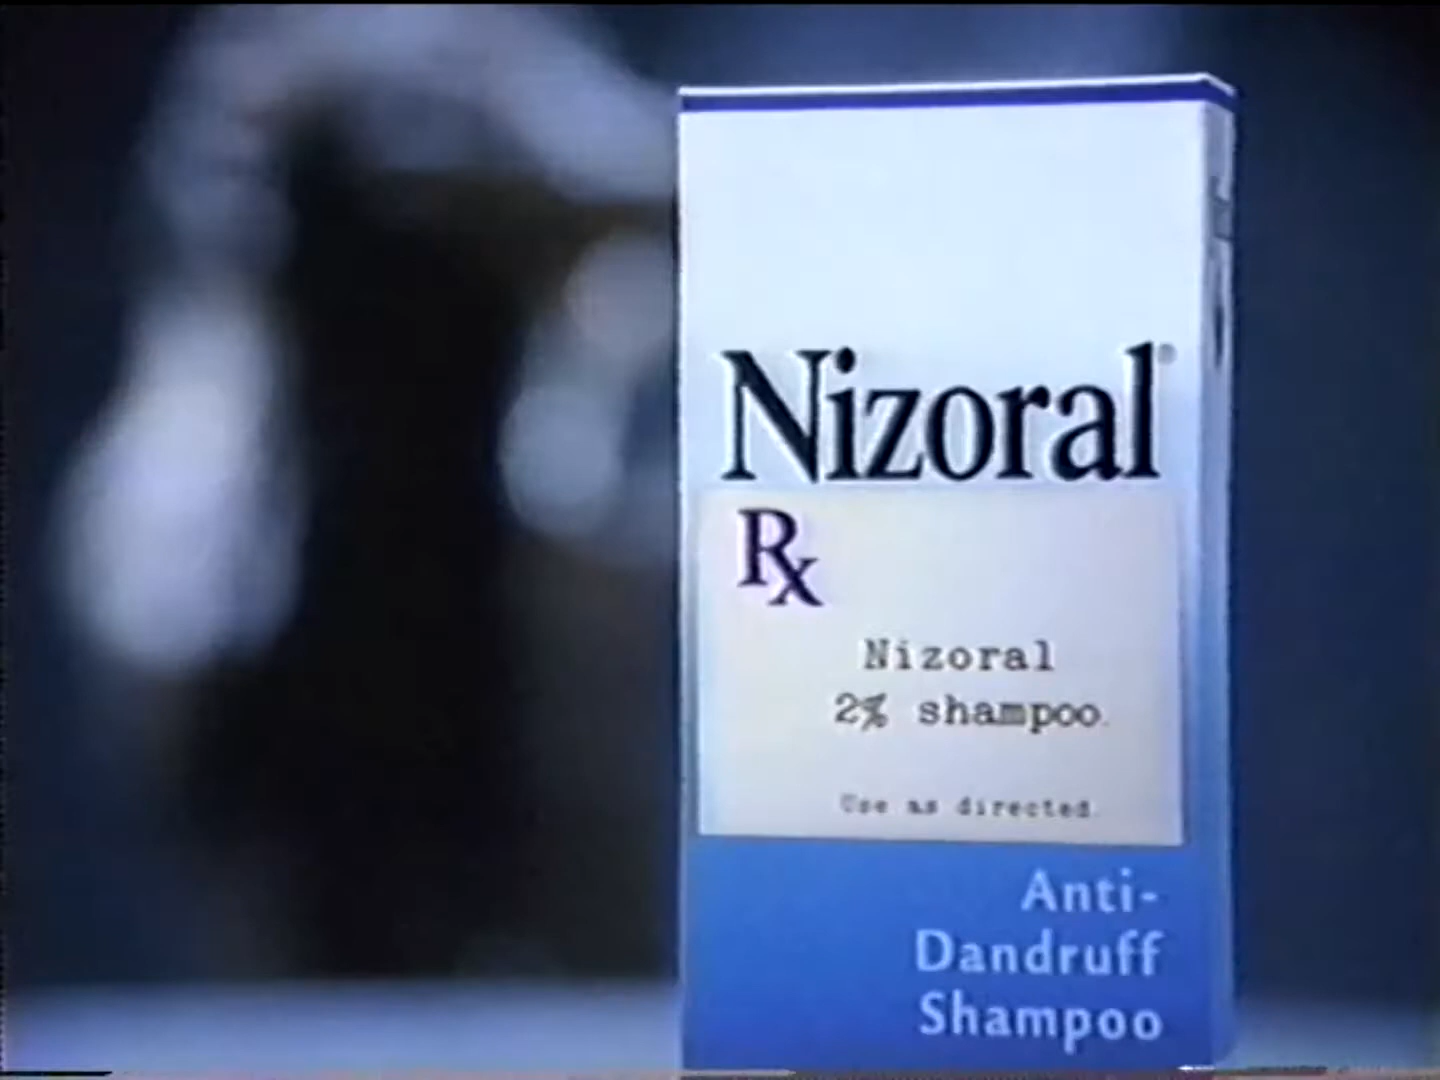 Nizoral®
Rx
Nizoral
2% shampoo.
Use as directed.
Anti-
Dandruff
Shampoo